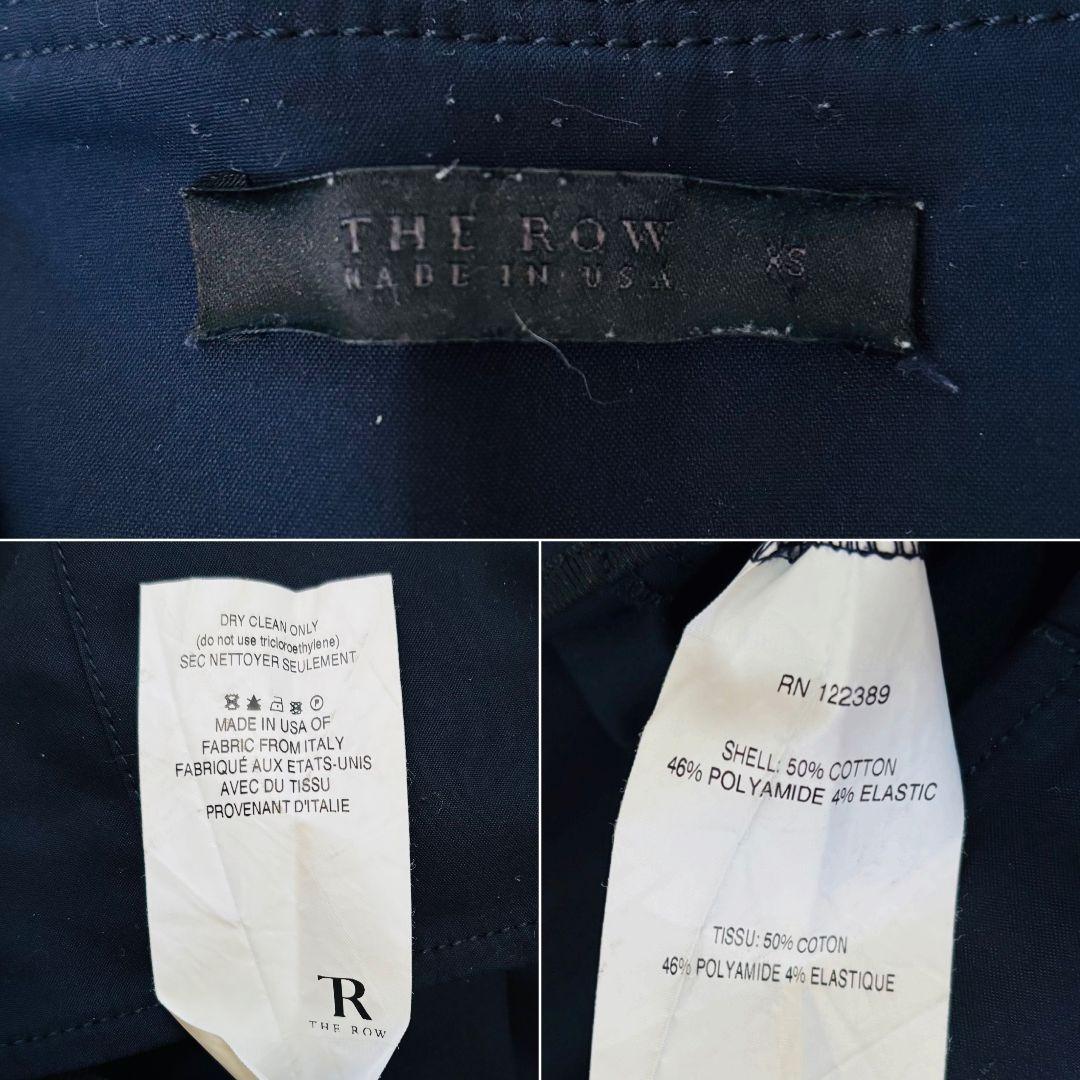 THE ROW
MADE IN USA
XS
DRY CLEAN ONLY
(do not use tricloroethylene)
SEC NETTOYER SEULEMENT
P
MADE IN USA OF
FABRIC FROM ITALY
FABRIQUÉ AUX ETATS-UNIS
AVEC DU TISSU
PROVENANT D'ITALIE
TR
THE ROW
RN 122389
SHELL: 50% COTTON
46% POLYAMIDE 4% ELASTIC
TISSU: 50% COTON
46% POLYAMIDE 4% ELASTIQUE